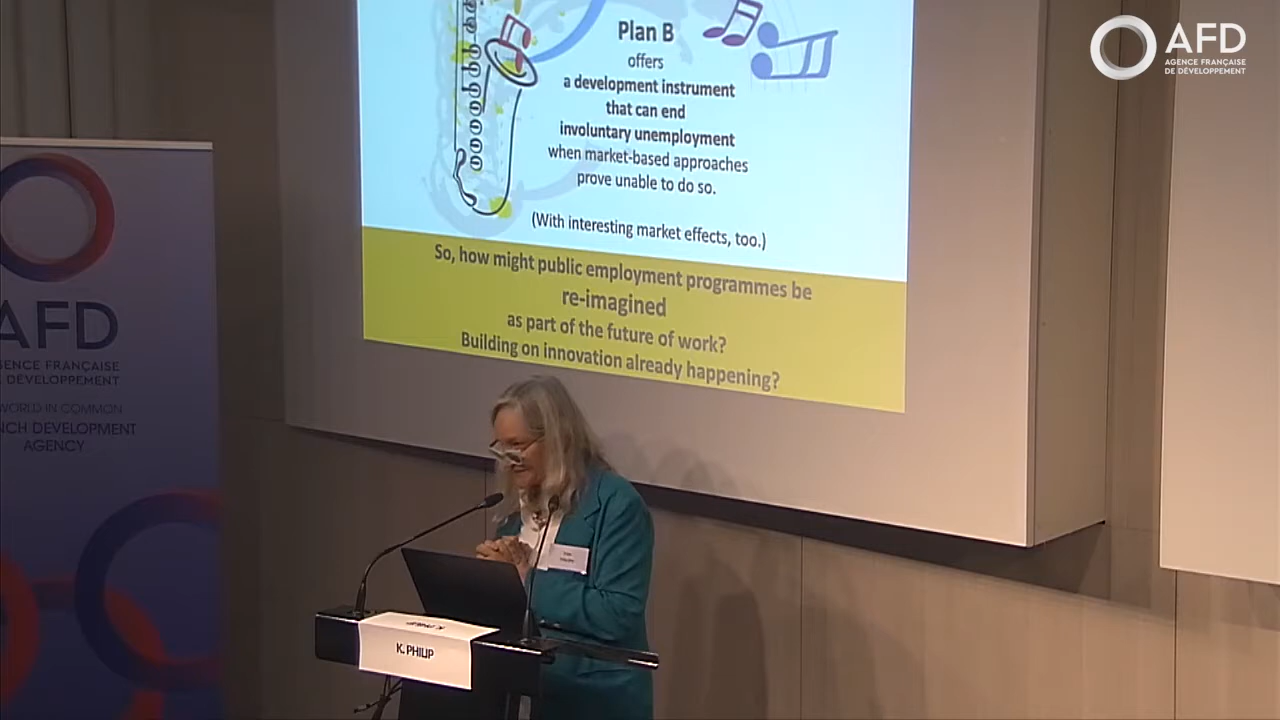 AFD
AGENCE FRANÇAISE
DE DÉVELOPPEMENT
Plan B
offers
a development instrument
that can end
involuntary unemployment
when market-based approaches
prove unable to do so.
(With interesting market effects, too.)
So, how might public employment programmes be
re-imagined
as part of the future of work?
Building on innovation already happening?
AFD
GENCE FRANÇAISE
DÉVELOPPEMENT
WORLD IN COMMON
NCH DEVELOPMENT
AGENCY
K. PHILIP
K. PHILIP